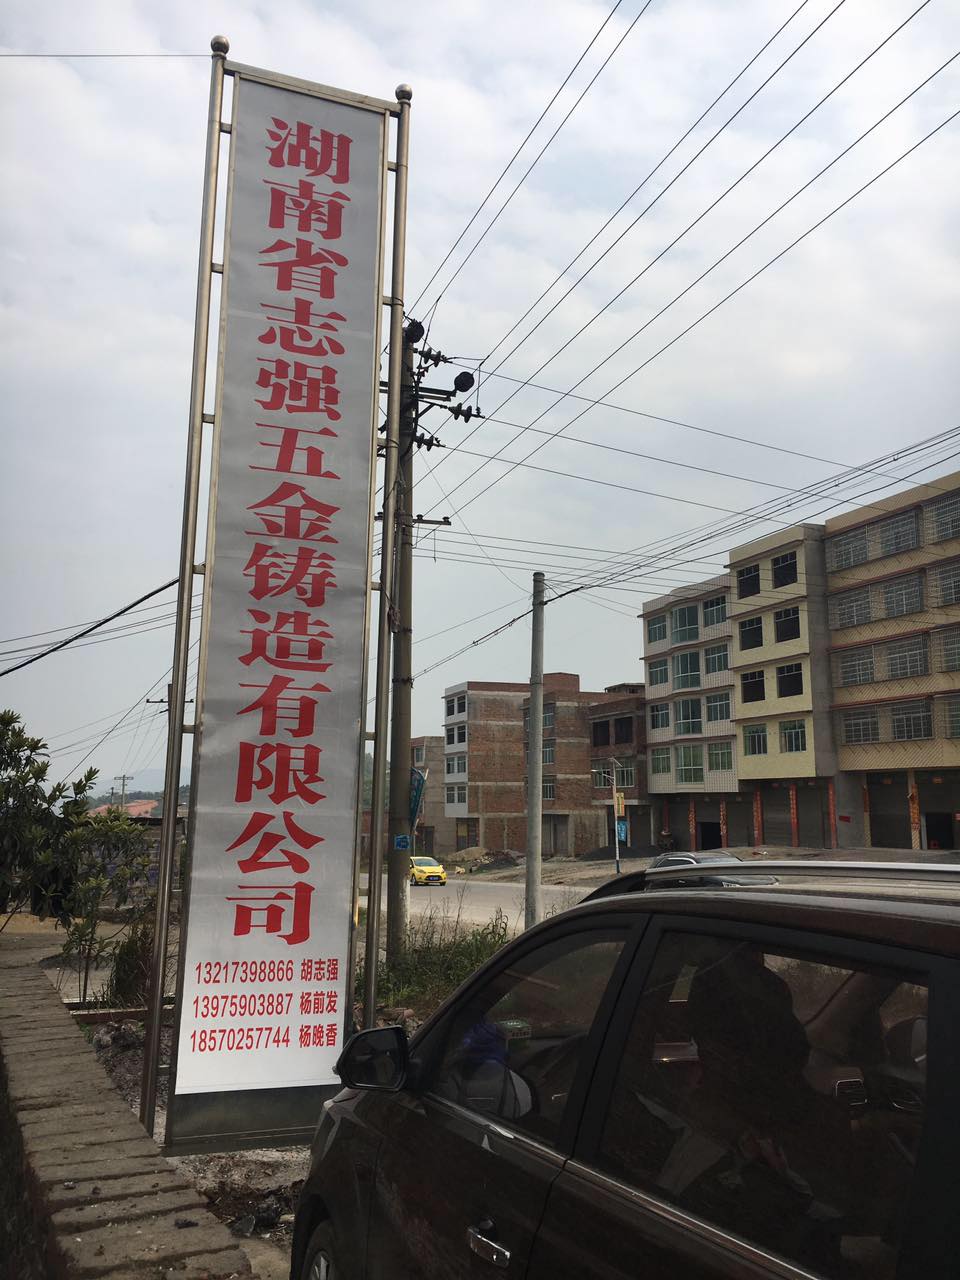 湖南省志强五金铸造有限公司
13217398866 胡志强
13975903887 杨前发
18570257744 杨晚香